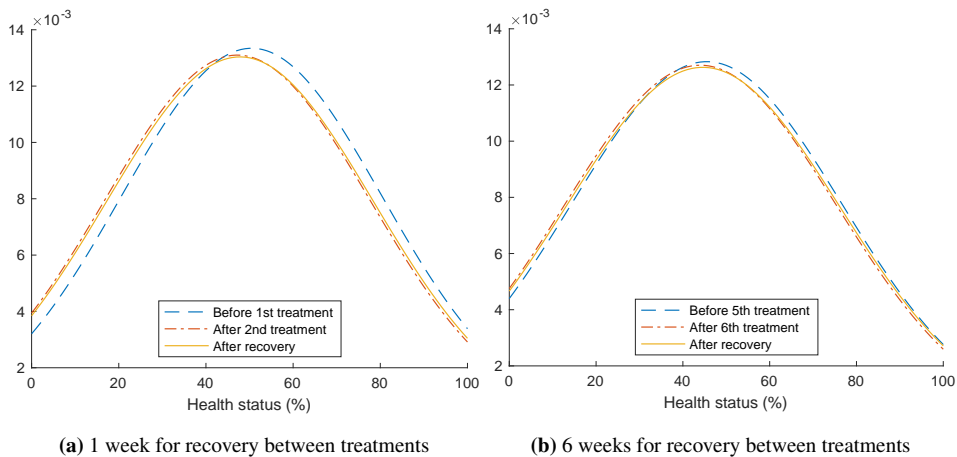 ×10⁻³
14
12
10
8
6
4
2
0 20 40 60 80 100
Health status (%)
Before 1st treatment
After 2nd treatment
After recovery
(a) 1 week for recovery between treatments
×10⁻³
14
12
10
8
6
4
2
0 20 40 60 80 100
Health status (%)
Before 5th treatment
After 6th treatment
After recovery
(b) 6 weeks for recovery between treatments